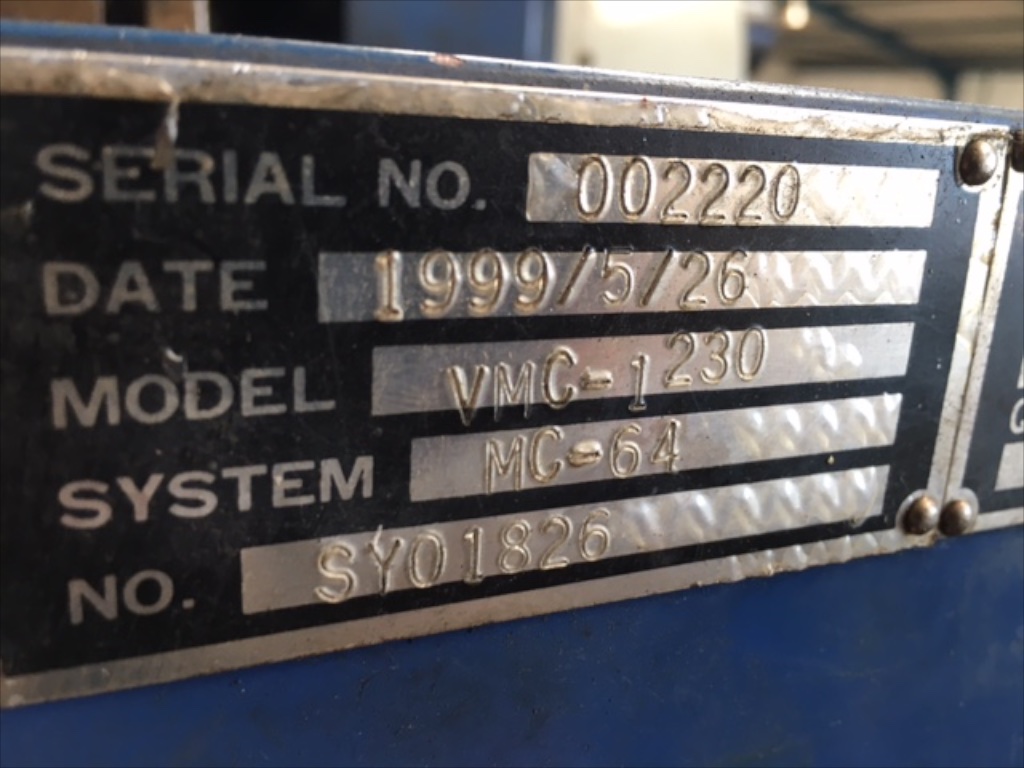 SERIAL NO. 002220
DATE 1999/5/26
MODEL VMC-1230
SYSTEM MC-64
NO. SY01826